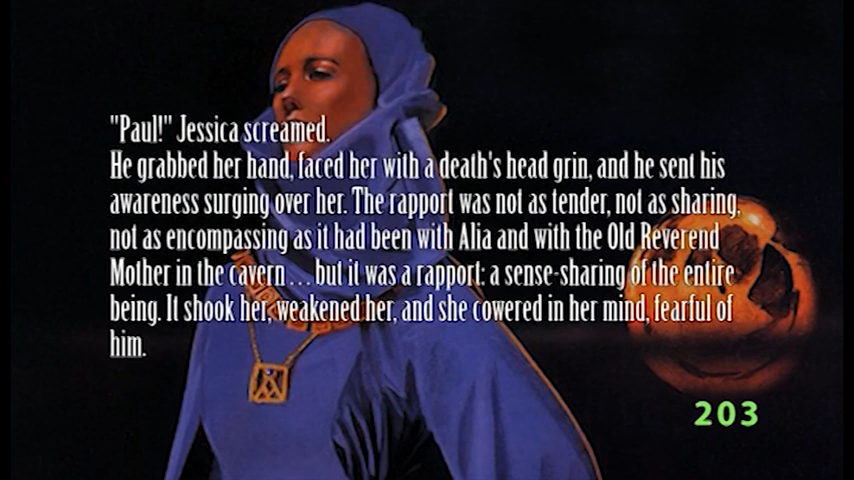 "Paul!" Jessica screamed.
He grabbed her hand, faced her with a death's head grin, and he sent his
awareness surging over her. The rapport was not as tender, not as sharing,
not as encompassing as it had been with Alia and with the Old Reverend
Mother in the cavern . . . but it was a rapport: a sense-sharing of the entire
being. It shook her, weakened her, and she cowered in her mind, fearful of
him.
203